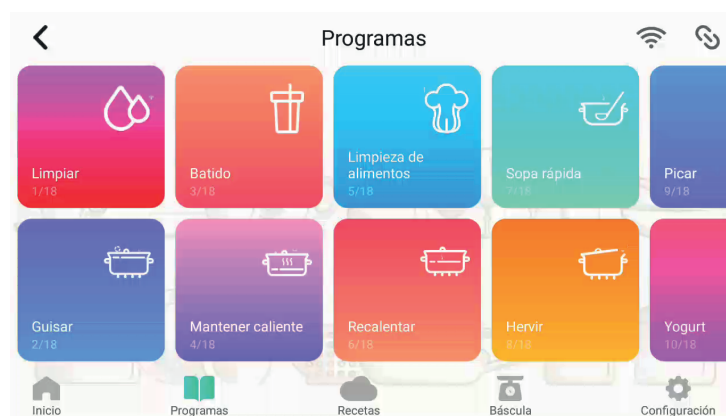 Programas
Limpiar
1/18
Batido
3/18
Limpieza de
alimentos
5/18
Sopa rápida
7/18
Picar
9/18
Guisar
2/18
Mantener caliente
4/18
Recalentar
6/18
Hervir
8/18
Yogurt
10/18
Inicio
Programas
Recetas
Báscula
Configuración